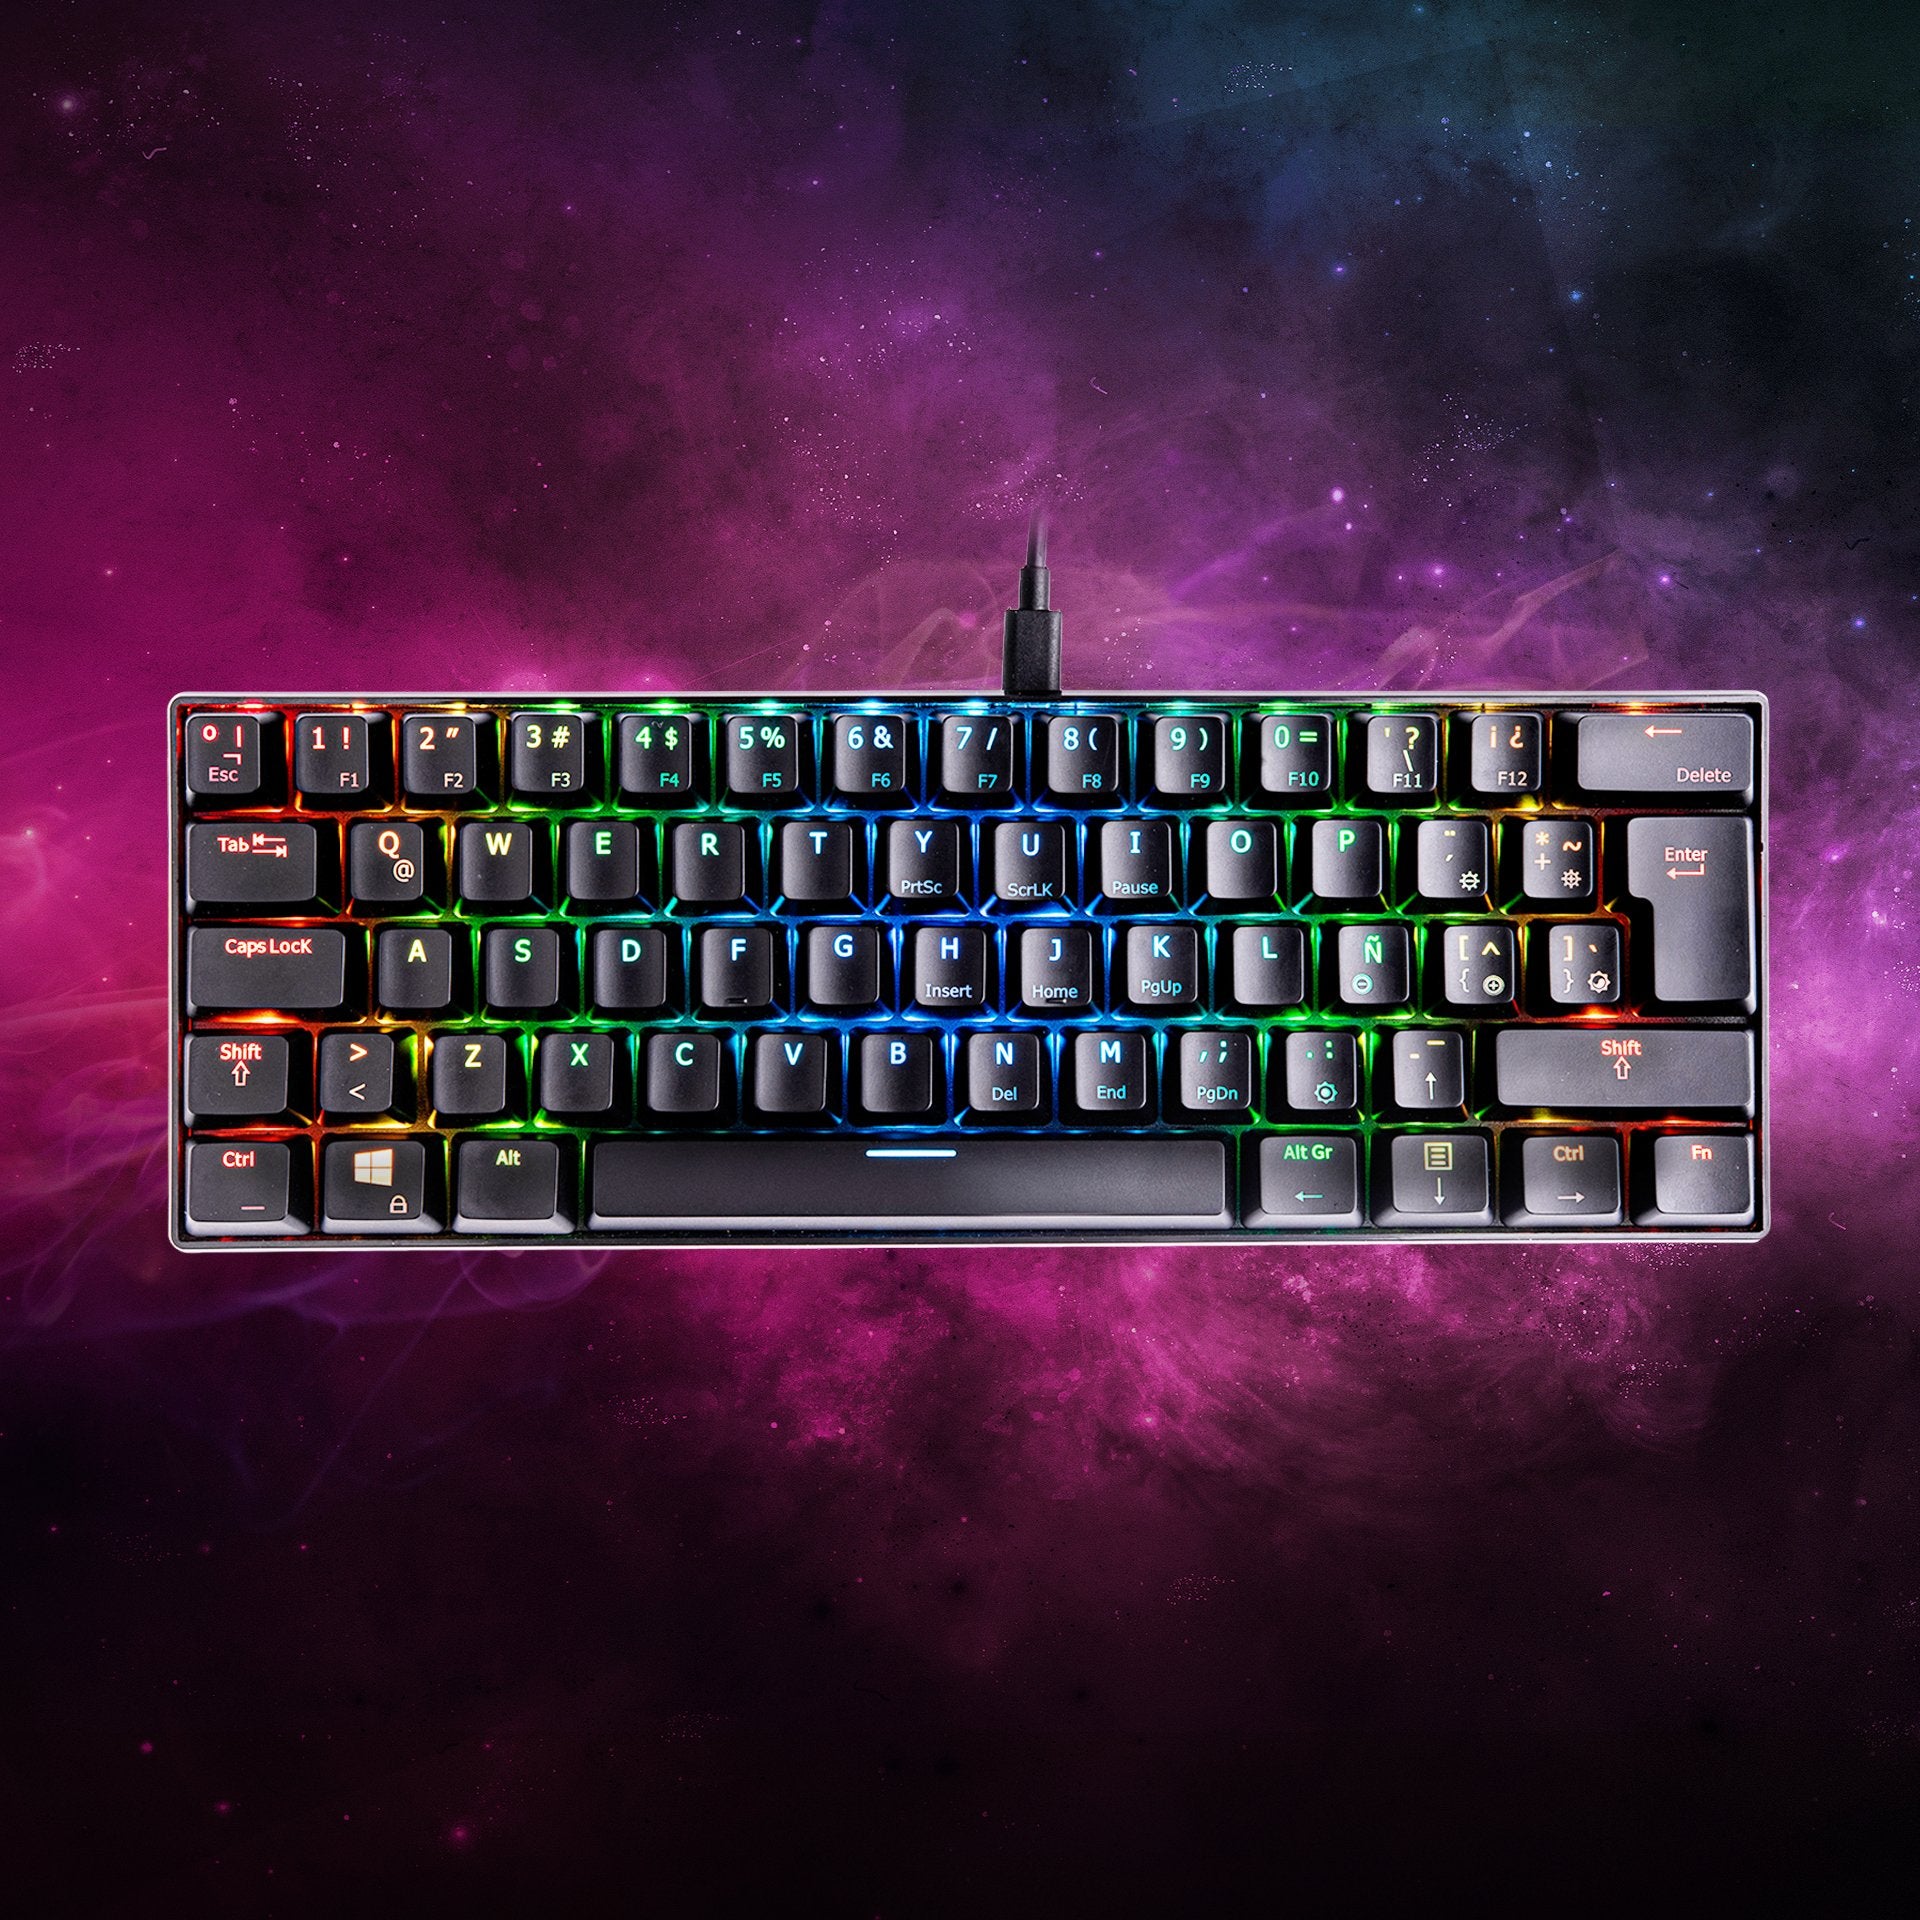 ° | ¬ Esc
1 ! F1
2 " F2
3 # F3
4 $ F4
5 % F5
6 & F6
7 / F7
8 ( F8
9 ) F9
0 = F10
' ? \ F11
¡ ¿ F12
← Delete
Tab
Q @
W
E
R
T
Y PrtSc
U ScrLK
I Pause
O
P
¨ ´
* ~ +
Enter
Caps LocK
A
S
D
F
G
H Insert
J Home
K PgUp
L
Ñ
[ ^ {
] ` }
Shift
> <
Z
X
C
V
B
N Del
M End
, ; PgDn
. :
- _ ↑
Shift
Ctrl
Alt
Alt Gr ←
↓
Ctrl →
Fn